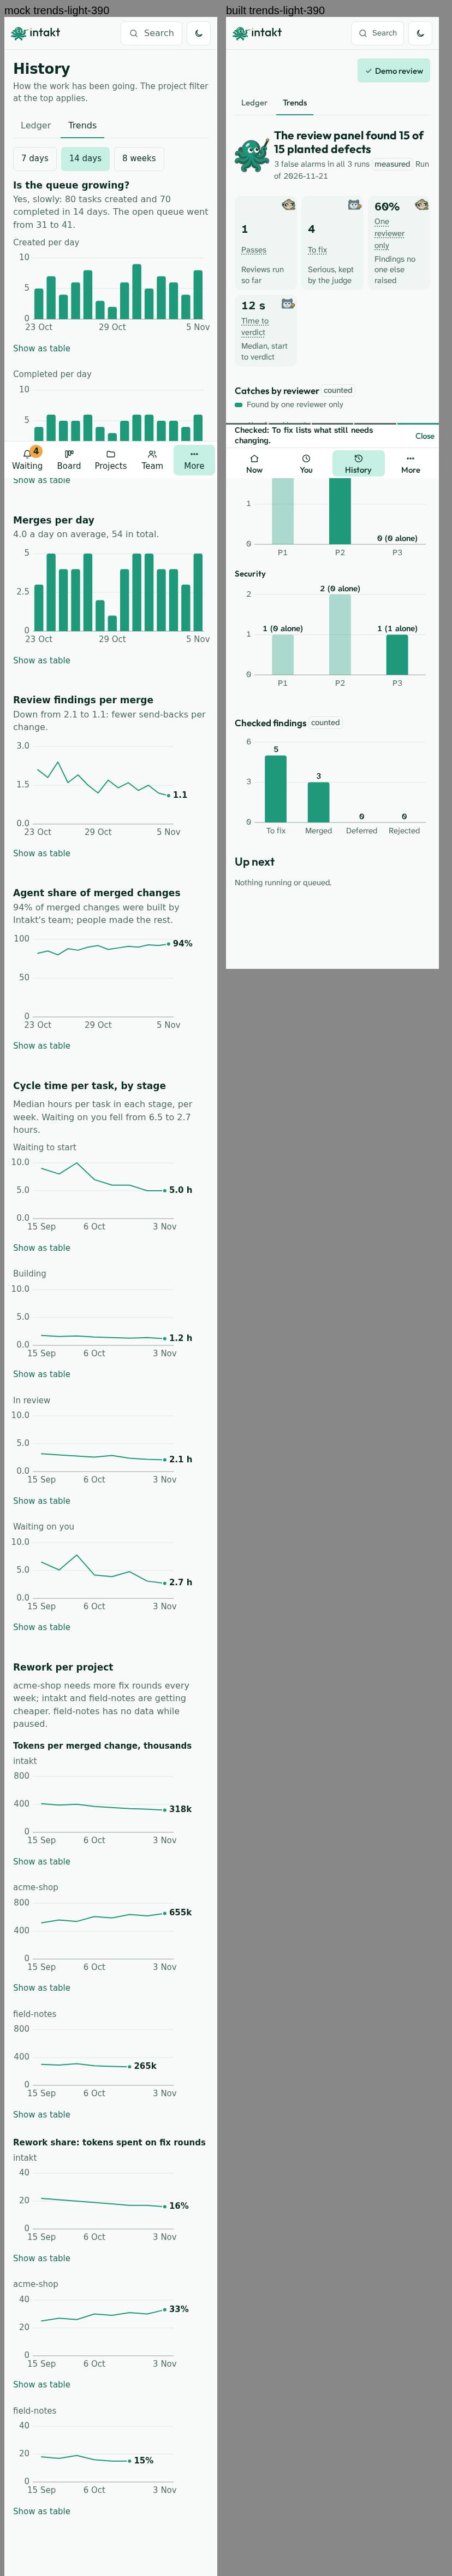 mock trends-light-390
intakt
Search
History
How the work has been going. The project filter
at the top applies.
Ledger Trends
7 days 14 days 8 weeks
Is the queue growing?
Yes, slowly: 80 tasks created and 70
completed in 14 days. The open queue went
from 31 to 41.
Created per day
10
5
0
23 Oct 29 Oct 5 Nov
Show as table
Completed per day
10
5
4
Waiting Board Projects Team More
Show as table
Merges per day
4.0 a day on average, 54 in total.
5
2.5
0
23 Oct 29 Oct 5 Nov
Show as table
Review findings per merge
Down from 2.1 to 1.1: fewer send-backs per
change.
3.0
1.5
1.1
0.0
23 Oct 29 Oct 5 Nov
Show as table
Agent share of merged changes
94% of merged changes were built by
Intakt's team; people made the rest.
100
94%
50
0
23 Oct 29 Oct 5 Nov
Show as table
Cycle time per task, by stage
Median hours per task in each stage, per
week. Waiting on you fell from 6.5 to 2.7
hours.
Waiting to start
10.0
5.0
5.0 h
0.0
15 Sep 6 Oct 3 Nov
Show as table
Building
10.0
5.0
1.2 h
0.0
15 Sep 6 Oct 3 Nov
Show as table
In review
10.0
5.0
2.1 h
0.0
15 Sep 6 Oct 3 Nov
Show as table
Waiting on you
10.0
5.0
2.7 h
0.0
15 Sep 6 Oct 3 Nov
Show as table
Rework per project
acme-shop needs more fix rounds every
week; intakt and field-notes are getting
cheaper. field-notes has no data while
paused.
Tokens per merged change, thousands
intakt
800
400
318k
0
15 Sep 6 Oct 3 Nov
Show as table
acme-shop
800
655k
400
0
15 Sep 6 Oct 3 Nov
Show as table
field-notes
800
400
265k
0
15 Sep 6 Oct 3 Nov
Show as table
Rework share: tokens spent on fix rounds
intakt
40
20
16%
0
15 Sep 6 Oct 3 Nov
Show as table
acme-shop
40
33%
20
0
15 Sep 6 Oct 3 Nov
Show as table
field-notes
40
20
15%
0
15 Sep 6 Oct 3 Nov
Show as table
built trends-light-390
intakt
Search
Demo review
Ledger Trends
The review panel found 15 of
15 planted defects
3 false alarms in all 3 runs measured Run
of 2026-11-21
1
Passes
Reviews run
so far
4
To fix
Serious, kept
by the judge
60%
One
reviewer
only
Findings no
one else
raised
12 s
Time to
verdict
Median, start
to verdict
Catches by reviewer counted
Found by one reviewer only
Checked: To fix lists what still needs
changing.
Close
Now You History More
1
0
0 (0 alone)
P1 P2 P3
Security
2
2 (0 alone)
1
1 (0 alone)
1 (1 alone)
0
P1 P2 P3
Checked findings counted
6
5
3
3
0
0
0
To fix Merged Deferred Rejected
Up next
Nothing running or queued.